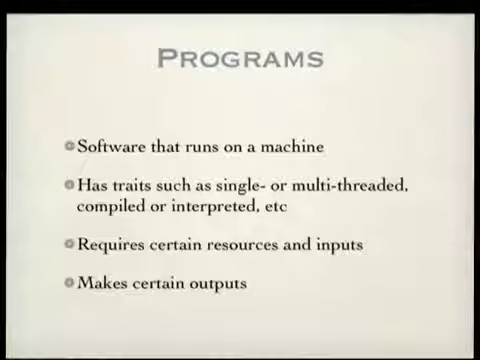 PROGRAMS
Software that runs on a machine
Has traits such as single- or multi-threaded,
compiled or interpreted, etc
Requires certain resources and inputs
Makes certain outputs